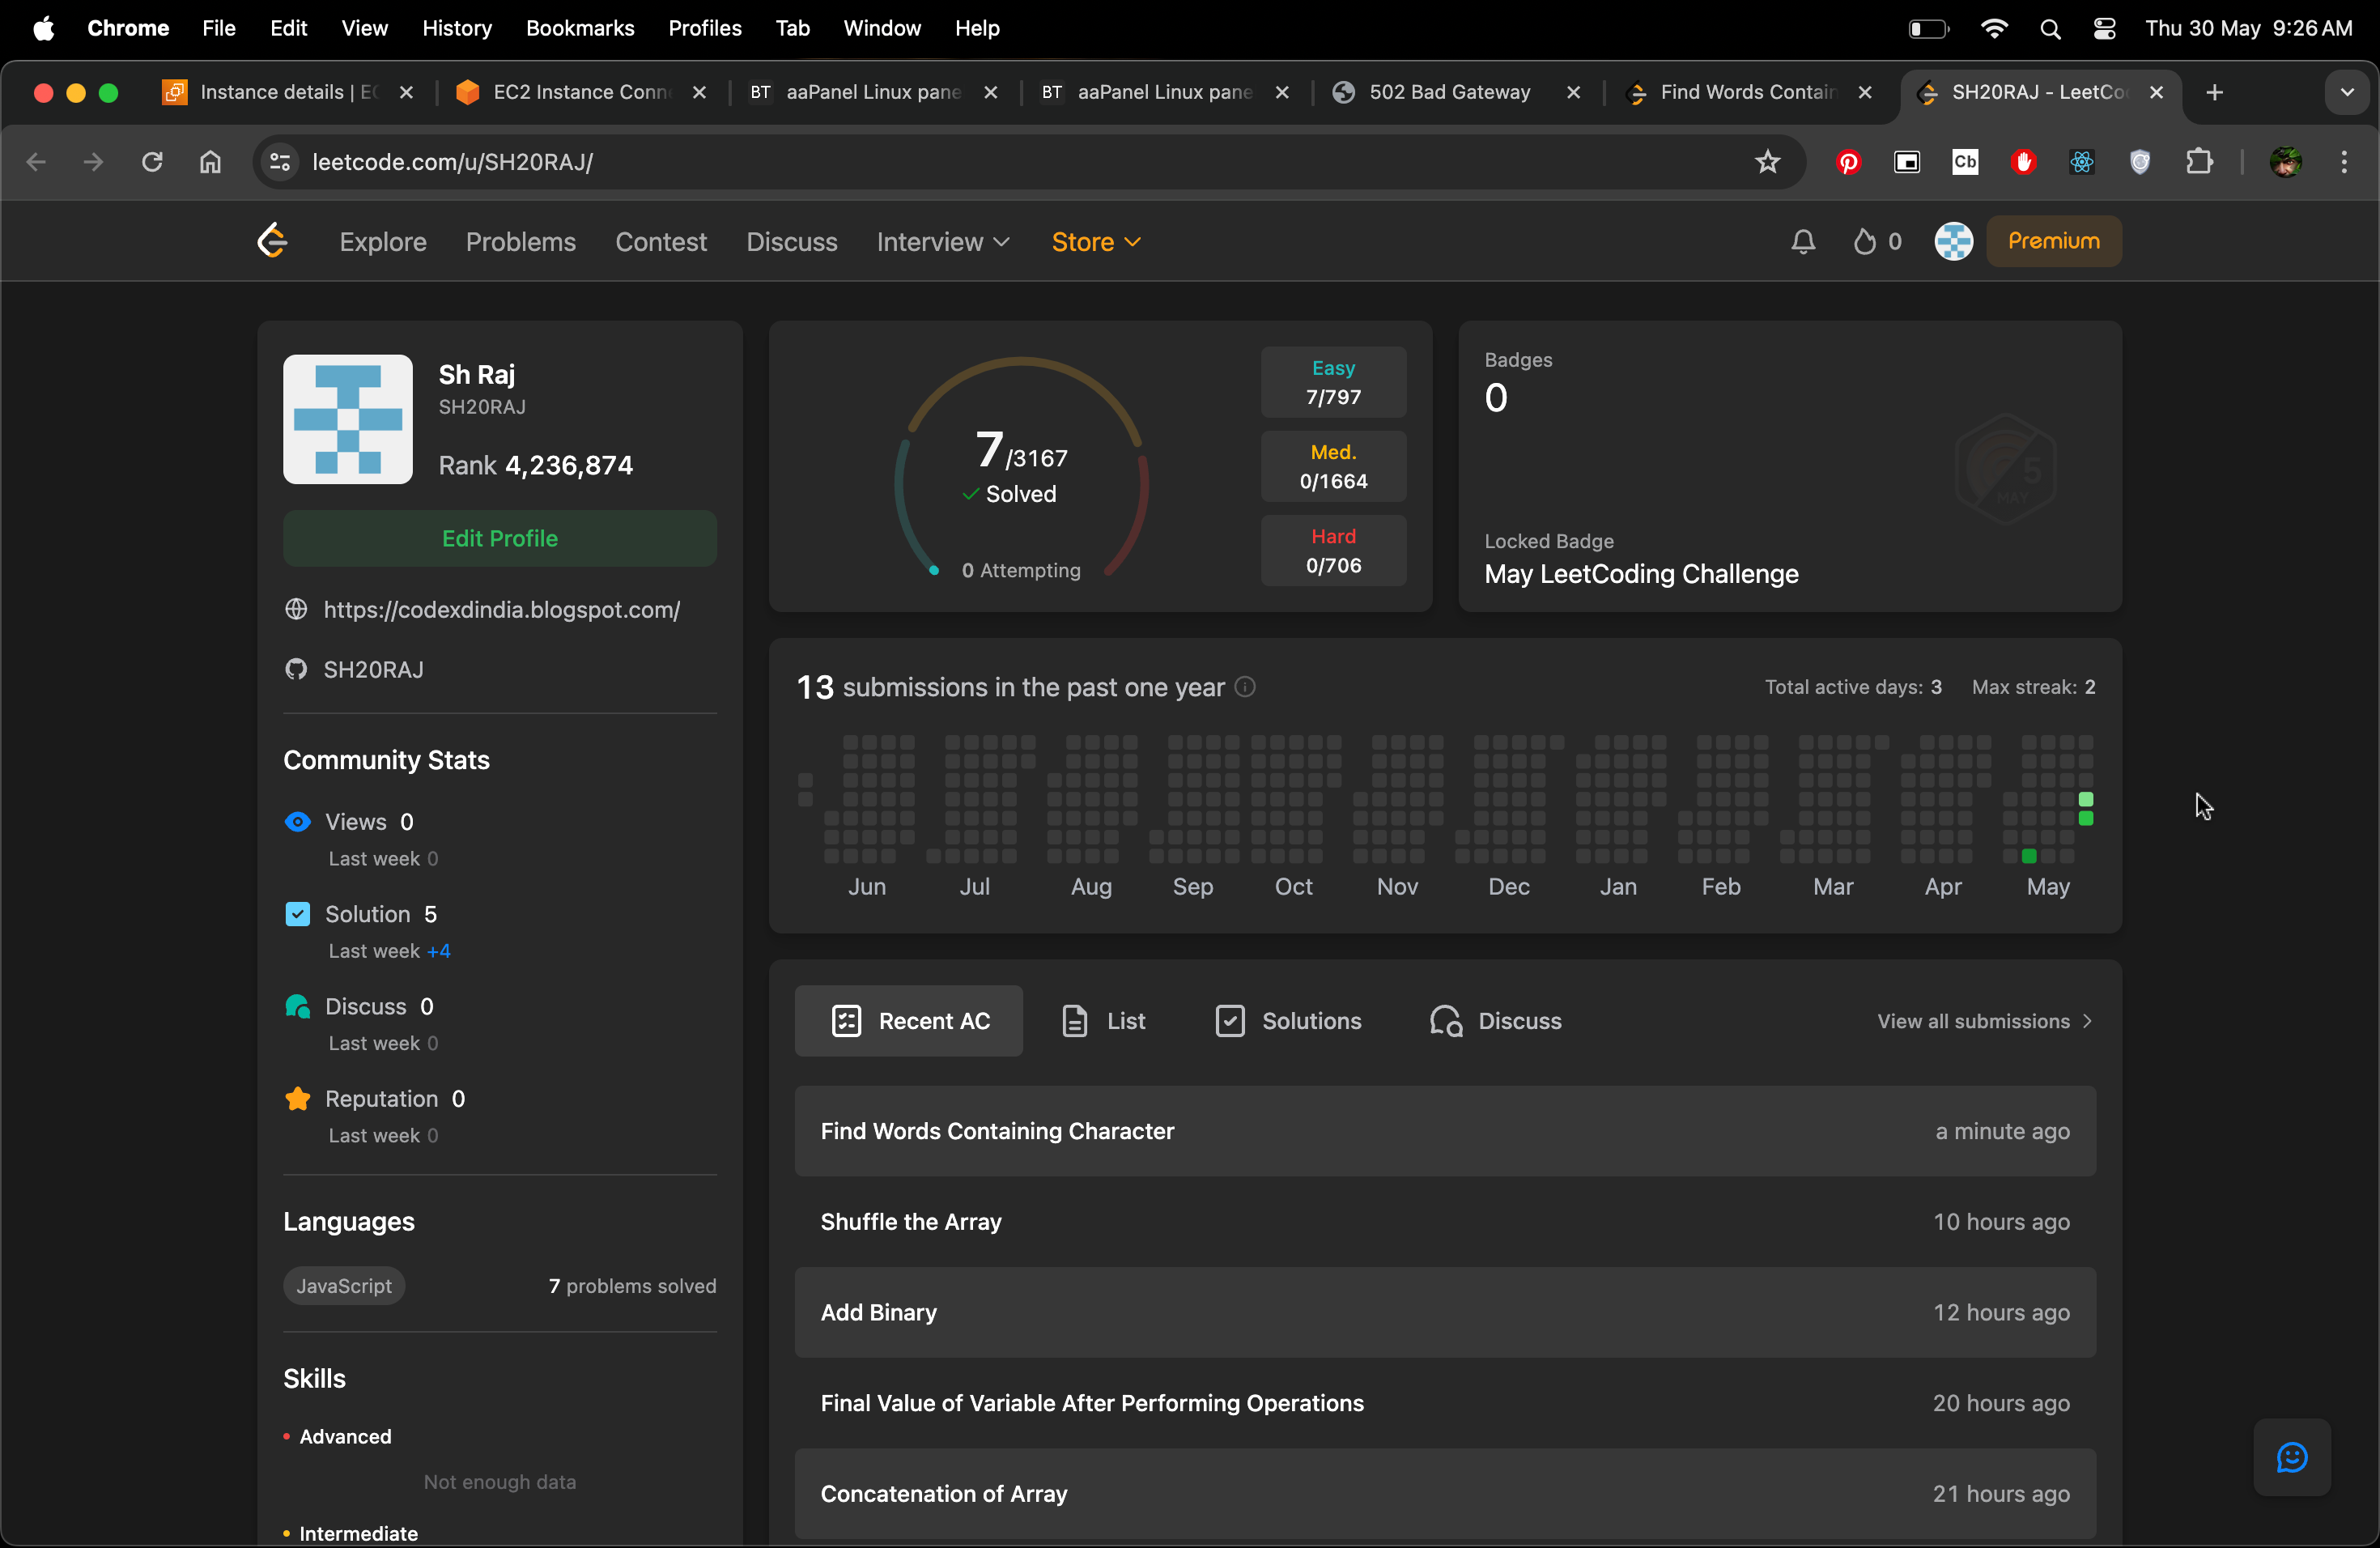 Chrome File Edit View History Bookmarks Profiles Tab Window Help Thu 30 May 9:26 AM
Instance details | EC EC2 Instance Conn BT aaPanel Linux pane BT aaPanel Linux pane 502 Bad Gateway Find Words Contain SH20RAJ - LeetCo
leetcode.com/u/SH20RAJ/ Cb
Explore Problems Contest Discuss Interview Store 0 Premium
Sh Raj
SH20RAJ
Rank 4,236,874
Edit Profile
https://codexdindia.blogspot.com/
SH20RAJ
Community Stats
Views 0
Last week 0
Solution 5
Last week +4
Discuss 0
Last week 0
Reputation 0
Last week 0
Languages
JavaScript 7 problems solved
Skills
Advanced
Not enough data
Intermediate
7/3167
Solved
0 Attempting
Easy
7/797
Med.
0/1664
Hard
0/706
Badges
0
5
MAY
Locked Badge
May LeetCoding Challenge
13 submissions in the past one year Total active days: 3 Max streak: 2
Jun Jul Aug Sep Oct Nov Dec Jan Feb Mar Apr May
Recent AC List Solutions Discuss View all submissions
Find Words Containing Character a minute ago
Shuffle the Array 10 hours ago
Add Binary 12 hours ago
Final Value of Variable After Performing Operations 20 hours ago
Concatenation of Array 21 hours ago